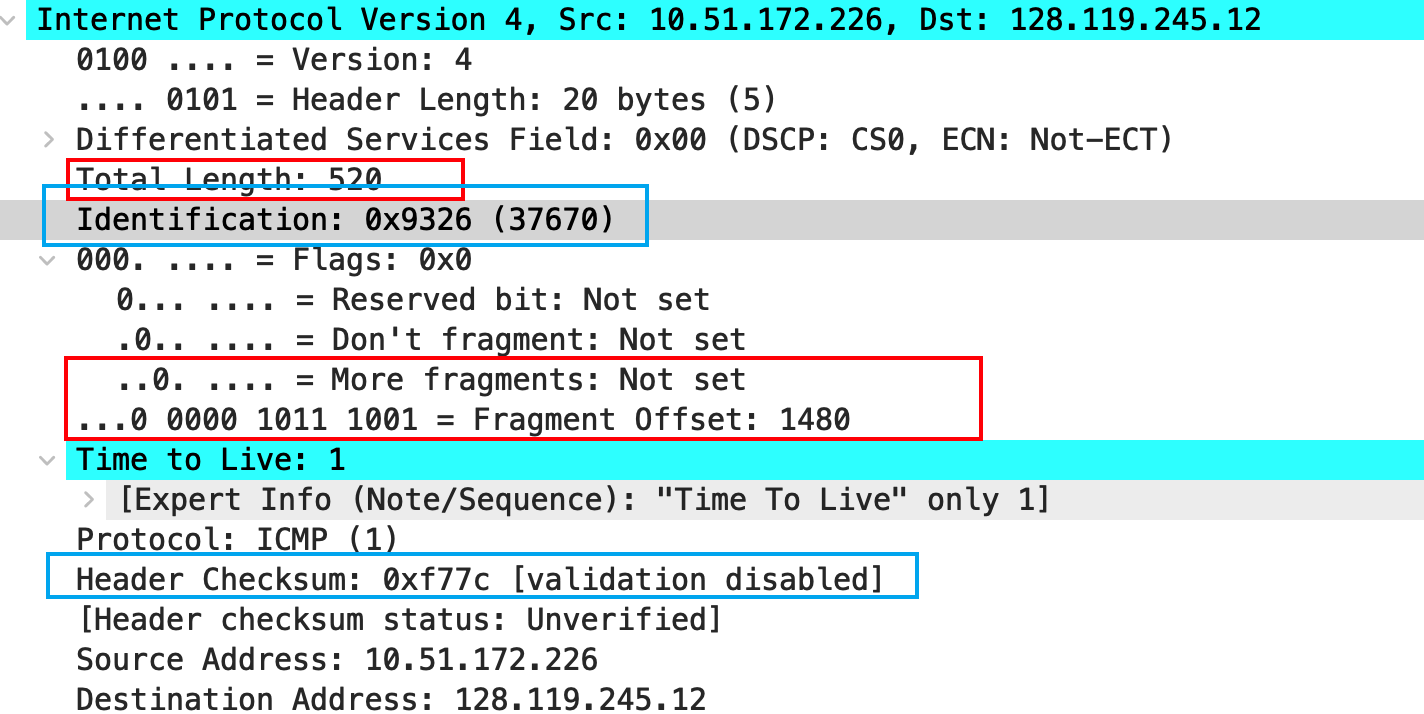 Internet Protocol Version 4, Src: 10.51.172.226, Dst: 128.119.245.12
0100 .... = Version: 4
.... 0101 = Header Length: 20 bytes (5)
Differentiated Services Field: 0x00 (DSCP: CS0, ECN: Not-ECT)
Total Length: 520
Identification: 0x9326 (37670)
000. .... = Flags: 0x0
0... .... = Reserved bit: Not set
.0.. .... = Don't fragment: Not set
..0. .... = More fragments: Not set
...0 0000 1011 1001 = Fragment Offset: 1480
Time to Live: 1
[Expert Info (Note/Sequence): "Time To Live" only 1]
Protocol: ICMP (1)
Header Checksum: 0xf77c [validation disabled]
[Header checksum status: Unverified]
Source Address: 10.51.172.226
Destination Address: 128.119.245.12